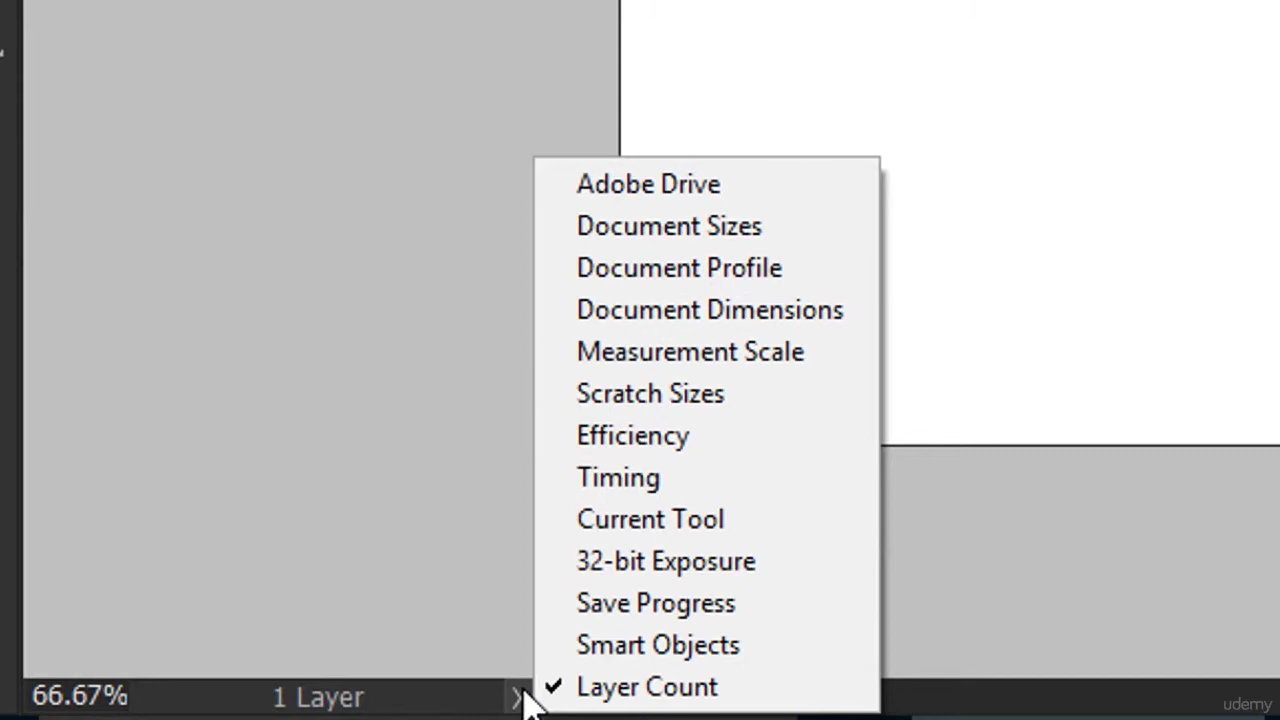 Adobe Drive
Document Sizes
Document Profile
Document Dimensions
Measurement Scale
Scratch Sizes
Efficiency
Timing
Current Tool
32-bit Exposure
Save Progress
Smart Objects
Layer Count
66.67% 1 Layer
udemy